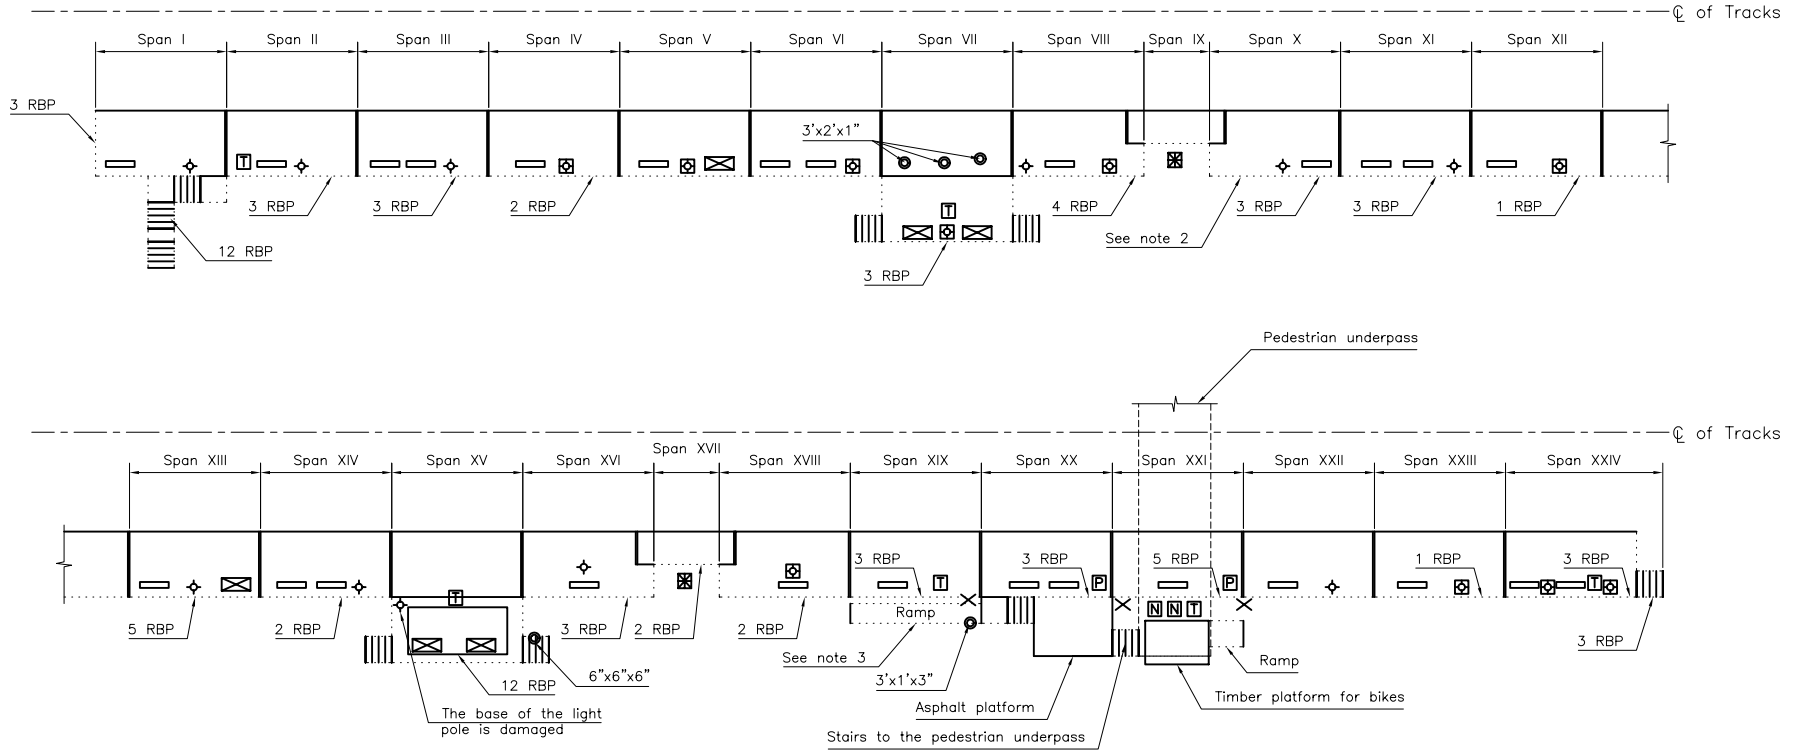 ℄ of Tracks
Span I Span II Span III Span IV Span V Span VI Span VII Span VIII Span IX Span X Span XI Span XII
3 RBP
3'x2'x1"
T
T
3 RBP 3 RBP 2 RBP 4 RBP 3 RBP 3 RBP 1 RBP
See note 2
12 RBP
3 RBP
Pedestrian underpass
℄ of Tracks
Span XVII
Span XIII Span XIV Span XV Span XVI Span XVIII Span XIX Span XX Span XXI Span XXII Span XXIII Span XXIV
3 RBP 3 RBP 5 RBP 1 RBP 3 RBP
T P P T
T N N T
Ramp
5 RBP 2 RBP 3 RBP 2 RBP 2 RBP 3 RBP
See note 3
Ramp
6"x6"x6" 3'x1'x3"
12 RBP
Timber platform for bikes
Asphalt platform
The base of the light
pole is damaged
Stairs to the pedestrian underpass